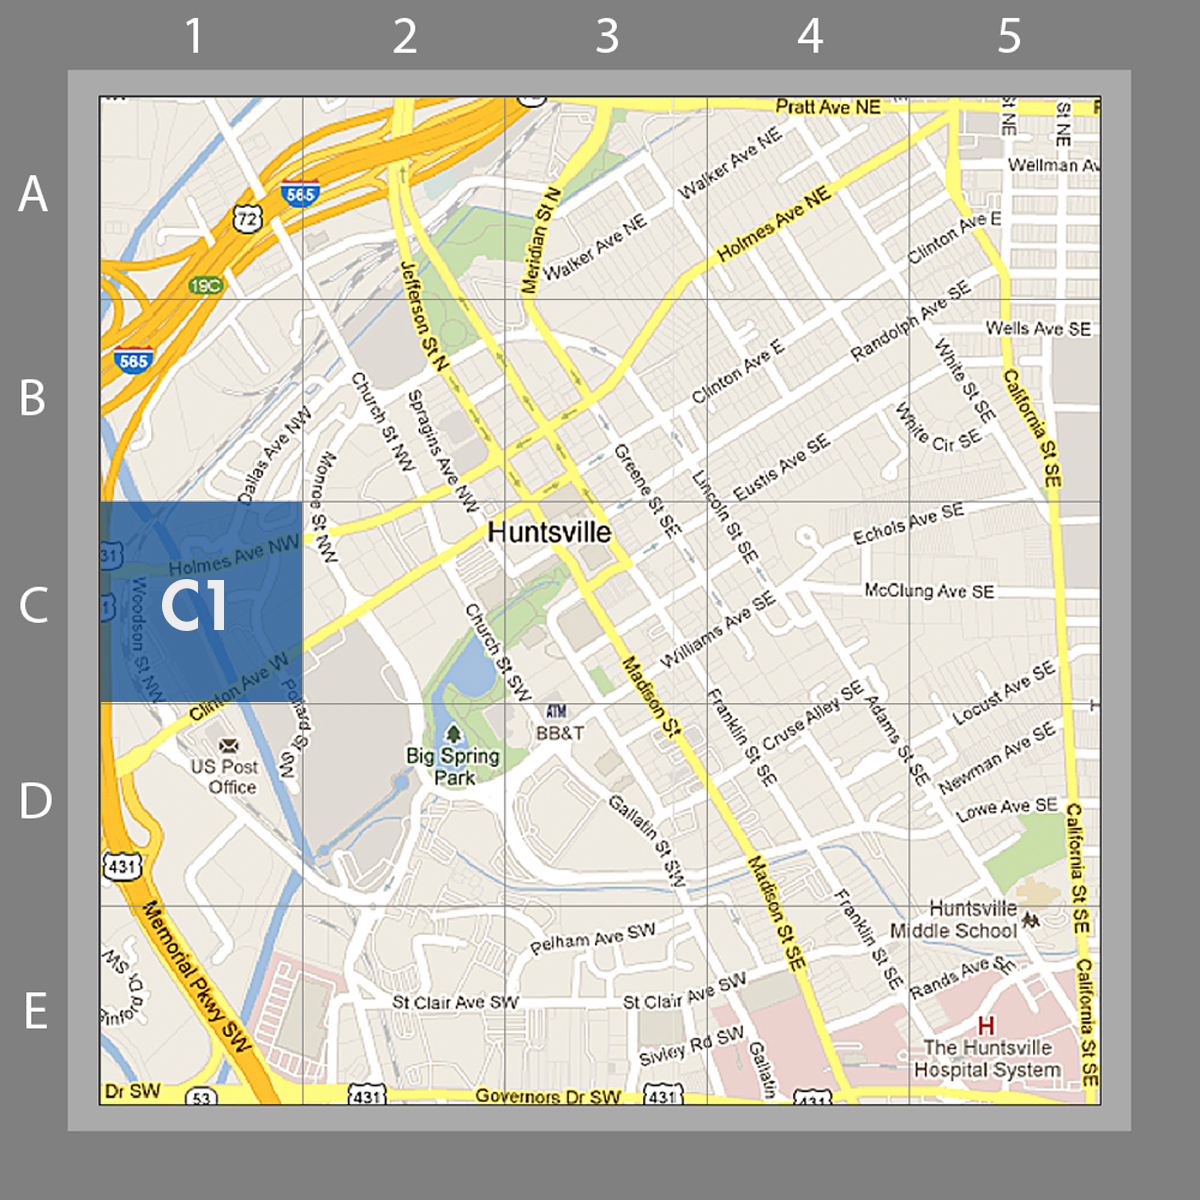 1 2 3 4 5
A
B
C
D
E
Pratt Ave NE
St NE
St NE
Wellman Av
Walker Ave NE
565
72
Holmes Ave NE
Meridian St N
Clinton Ave E
Walker Ave NE
19C
Jefferson St N
Randolph Ave SE
565
Wells Ave SE
White St SE
Clinton Ave E
California St SE
Church St NW
Spragins Ave NW
Dallas Ave NW
White Cir SE
Eustis Ave SE
Monroe St NW
Greene St SE
Lincoln St SE
Echols Ave SE
Huntsville
Holmes Ave NW
31
C1
1
Woodson St NW
McClung Ave SE
Williams Ave SE
Church St SW
Clinton Ave W
Madison St
Pollard St SW
Franklin St SE
Cruse Alley SE
Adams St SE
Locust Ave SE
ATM
BB&T
US Post
Office
Big Spring
Park
Newman Ave SE
Lowe Ave SE
Gallatin St SW
California St SE
431
Madison St SE
Franklin St SE
Huntsville
Middle School
Memorial Pkwy SW
Pelham Ave SW
St Clair Ave SW
St Clair Ave SW
Rands Ave Sn
California St SE
H
The Huntsville
Hospital System
Sivley Rd SW
Gallatin
Dr SW
53
431
Governors Dr SW
431
431